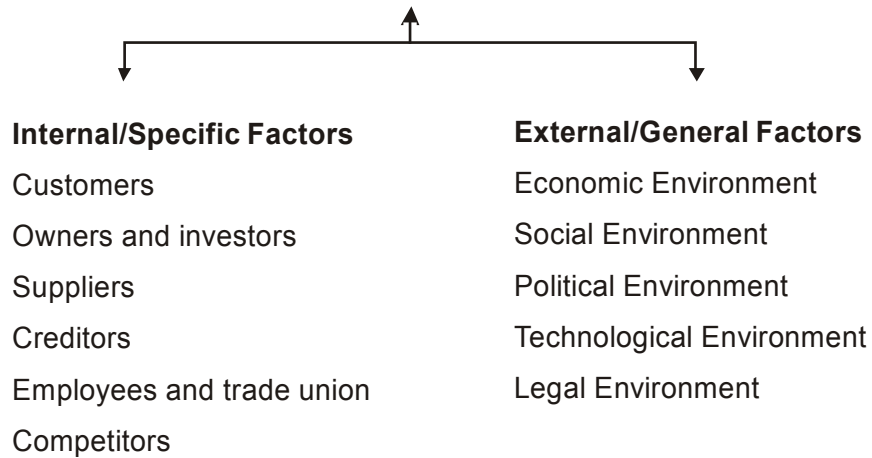 Internal/Specific Factors
Customers
Owners and investors
Suppliers
Creditors
Employees and trade union
Competitors
External/General Factors
Economic Environment
Social Environment
Political Environment
Technological Environment
Legal Environment